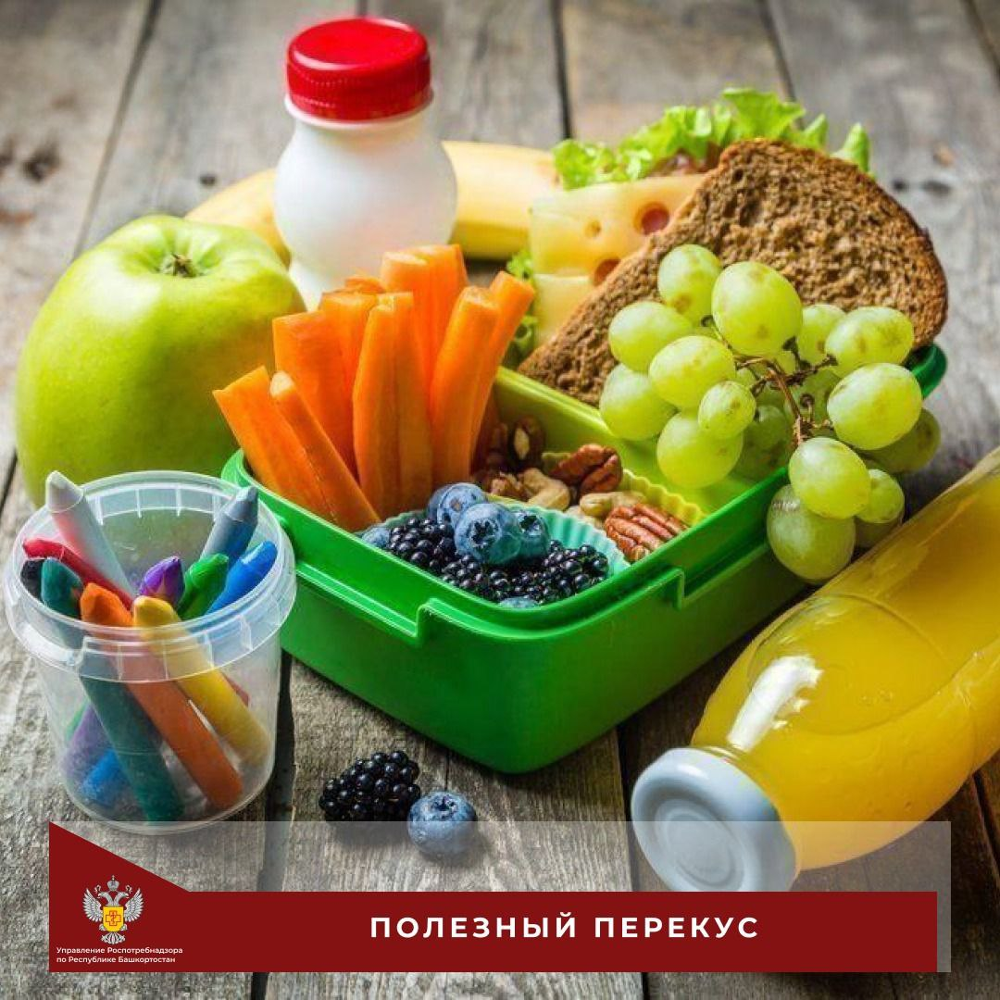 ПОЛЕЗНЫЙ ПЕРЕКУС
Управление Роспотребнадзора
по Республике Башкортостан